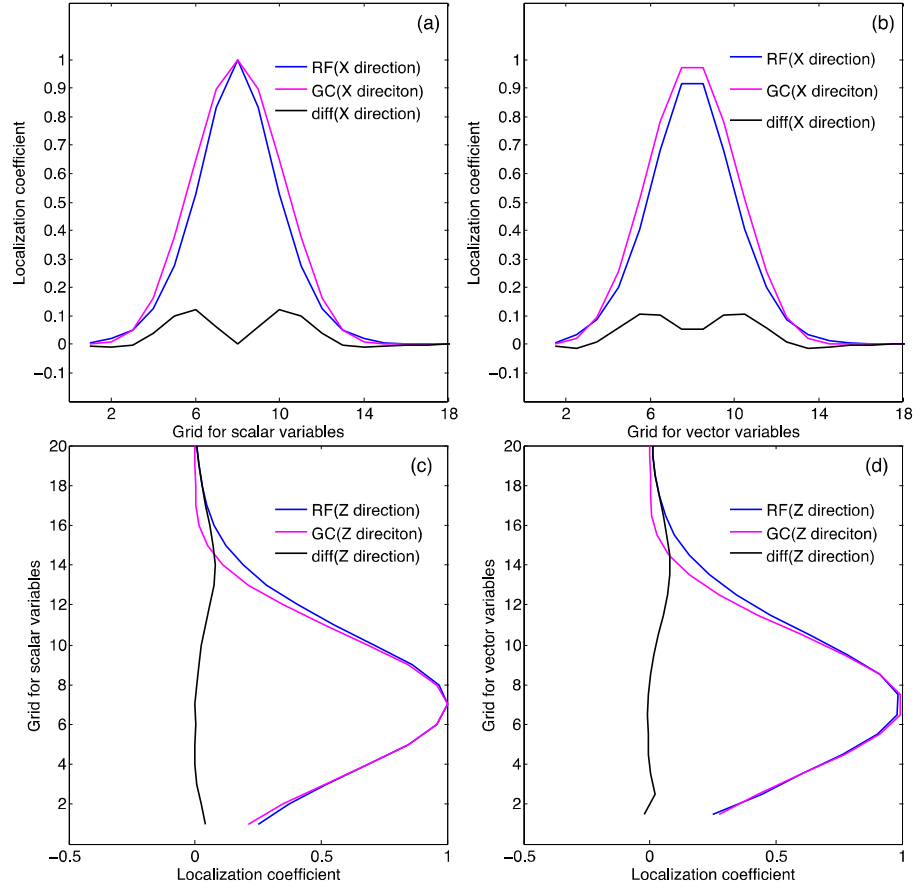 (a)
1
0.9
0.8
0.7
0.6
0.5
0.4
0.3
0.2
0.1
0
−0.1
Localization coefficient
RF(X direction)
GC(X direciton)
diff(X direction)
2
6
10
14
18
Grid for scalar variables
(b)
1
0.9
0.8
0.7
0.6
0.5
0.4
0.3
0.2
0.1
0
−0.1
Localization coefficient
RF(X direction)
GC(X direciton)
diff(X direction)
2
6
10
14
18
Grid for vector variables
(c)
20
18
16
14
12
10
8
6
4
2
Grid for scalar variables
RF(Z direction)
GC(Z direciton)
diff(Z direction)
−0.5
0
0.5
1
Localization coefficient
(d)
20
18
16
14
12
10
8
6
4
2
Grid for vector variables
RF(Z direction)
GC(Z direciton)
diff(Z direction)
−0.5
0
0.5
1
Localization coefficient